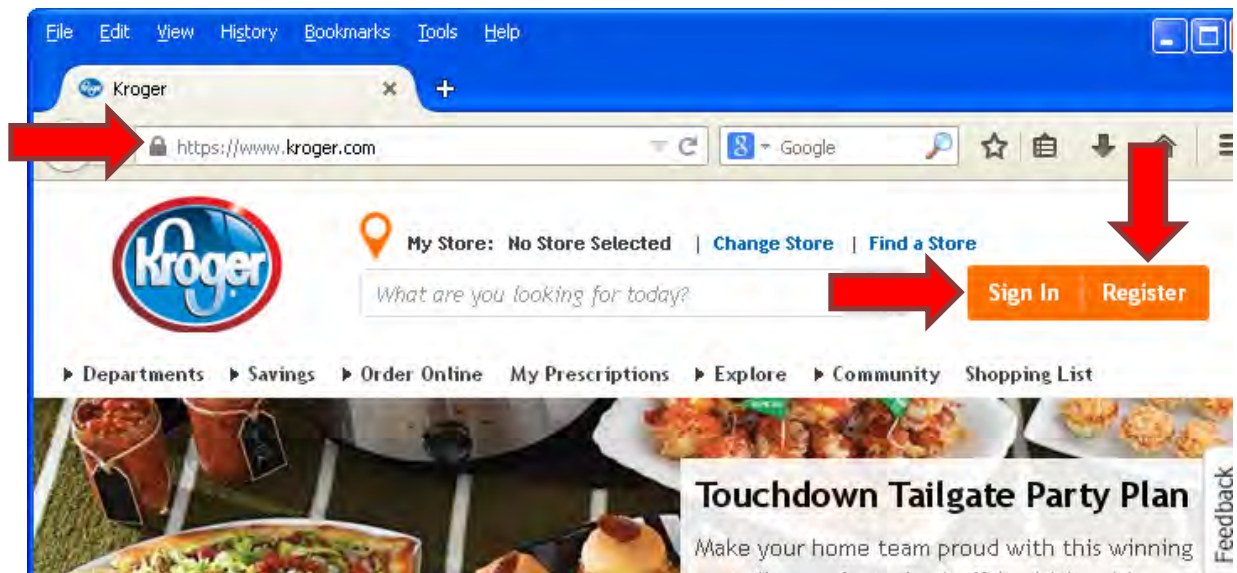 File Edit View History Bookmarks Tools Help
Kroger
https://www.kroger.com
8 Google
Kroger
My Store: No Store Selected | Change Store | Find a Store
What are you looking for today?
Sign In Register
Departments Savings Order Online My Prescriptions Explore Community Shopping List
Touchdown Tailgate Party Plan
Make your home team proud with this winning
Feedback